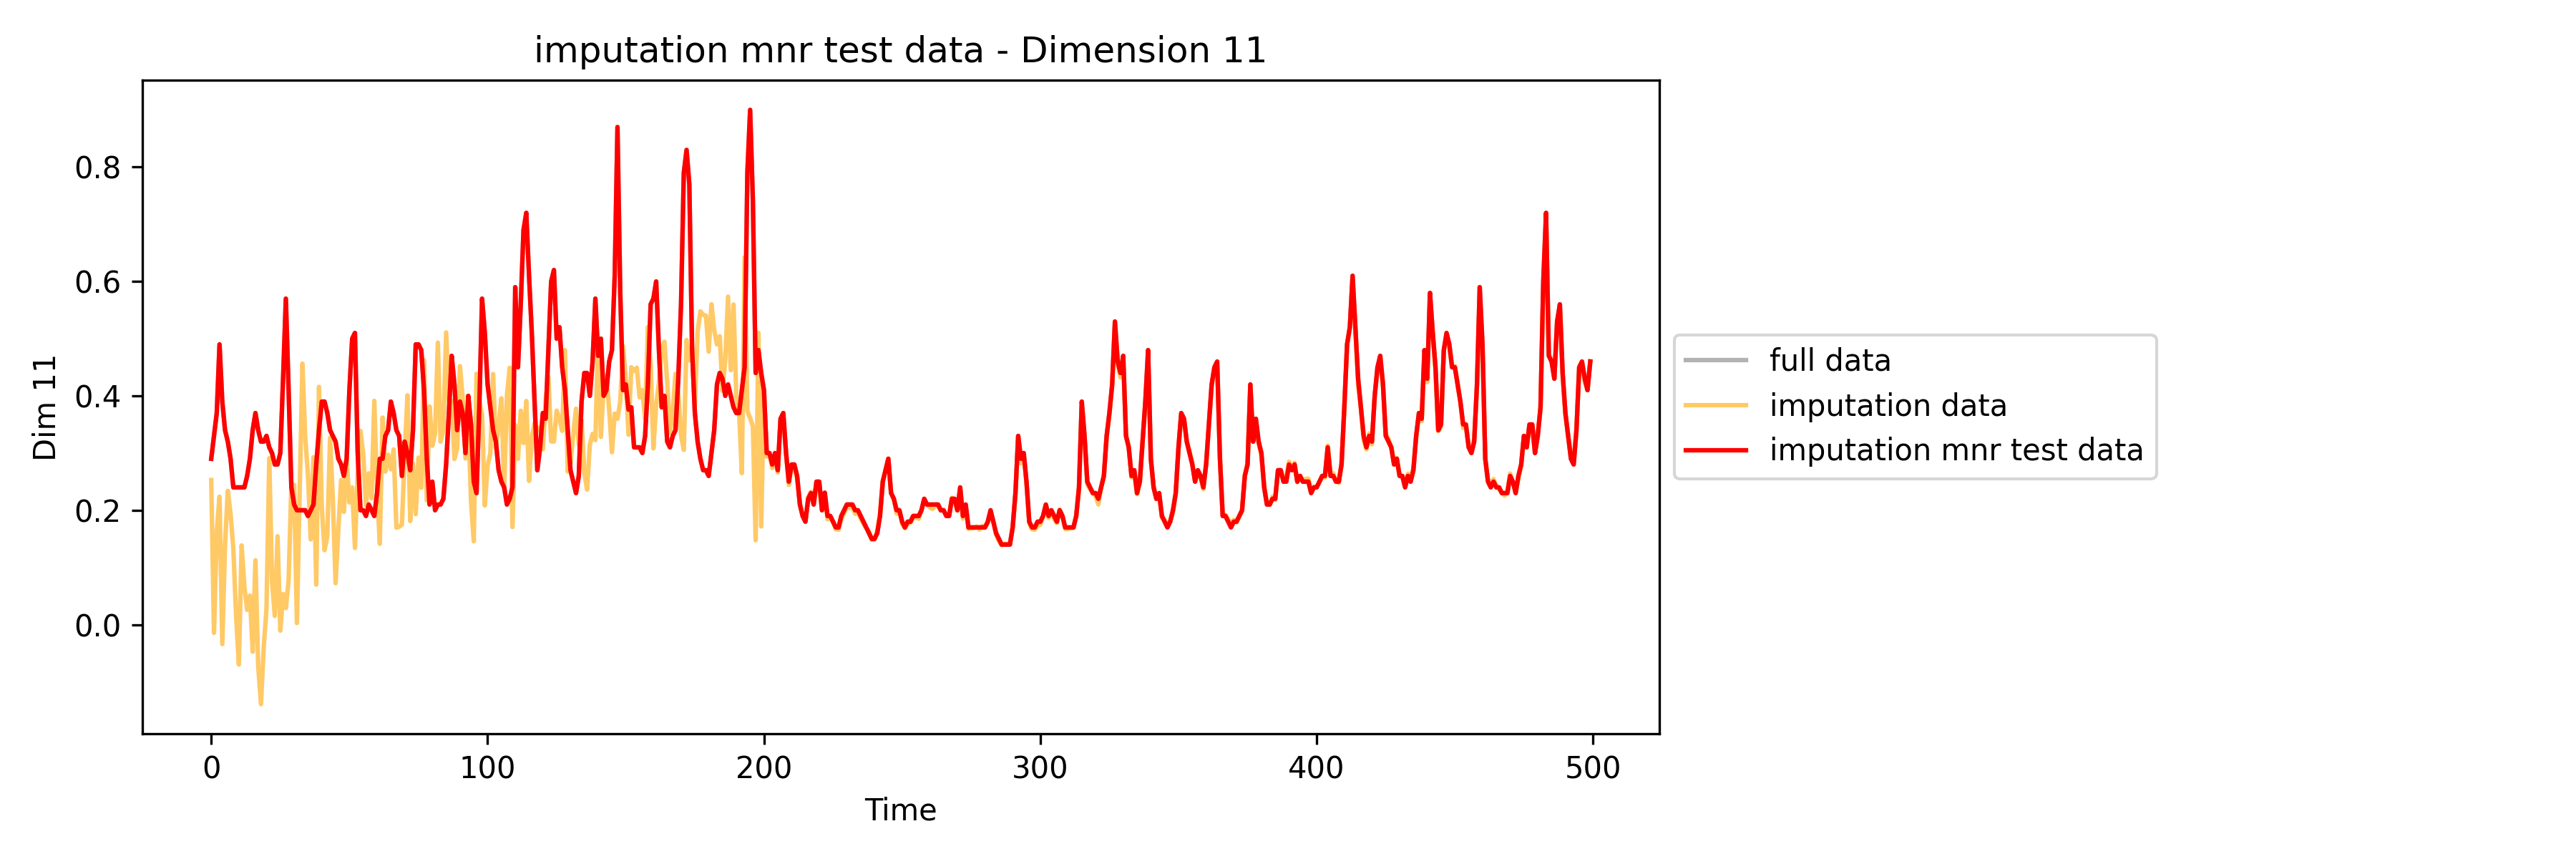 imputation mnr test data - Dimension 11
0.8
0.6
0.4
0.2
0.0
Dim 11
0 100 200 300 400 500
Time
full data
imputation data
imputation mnr test data